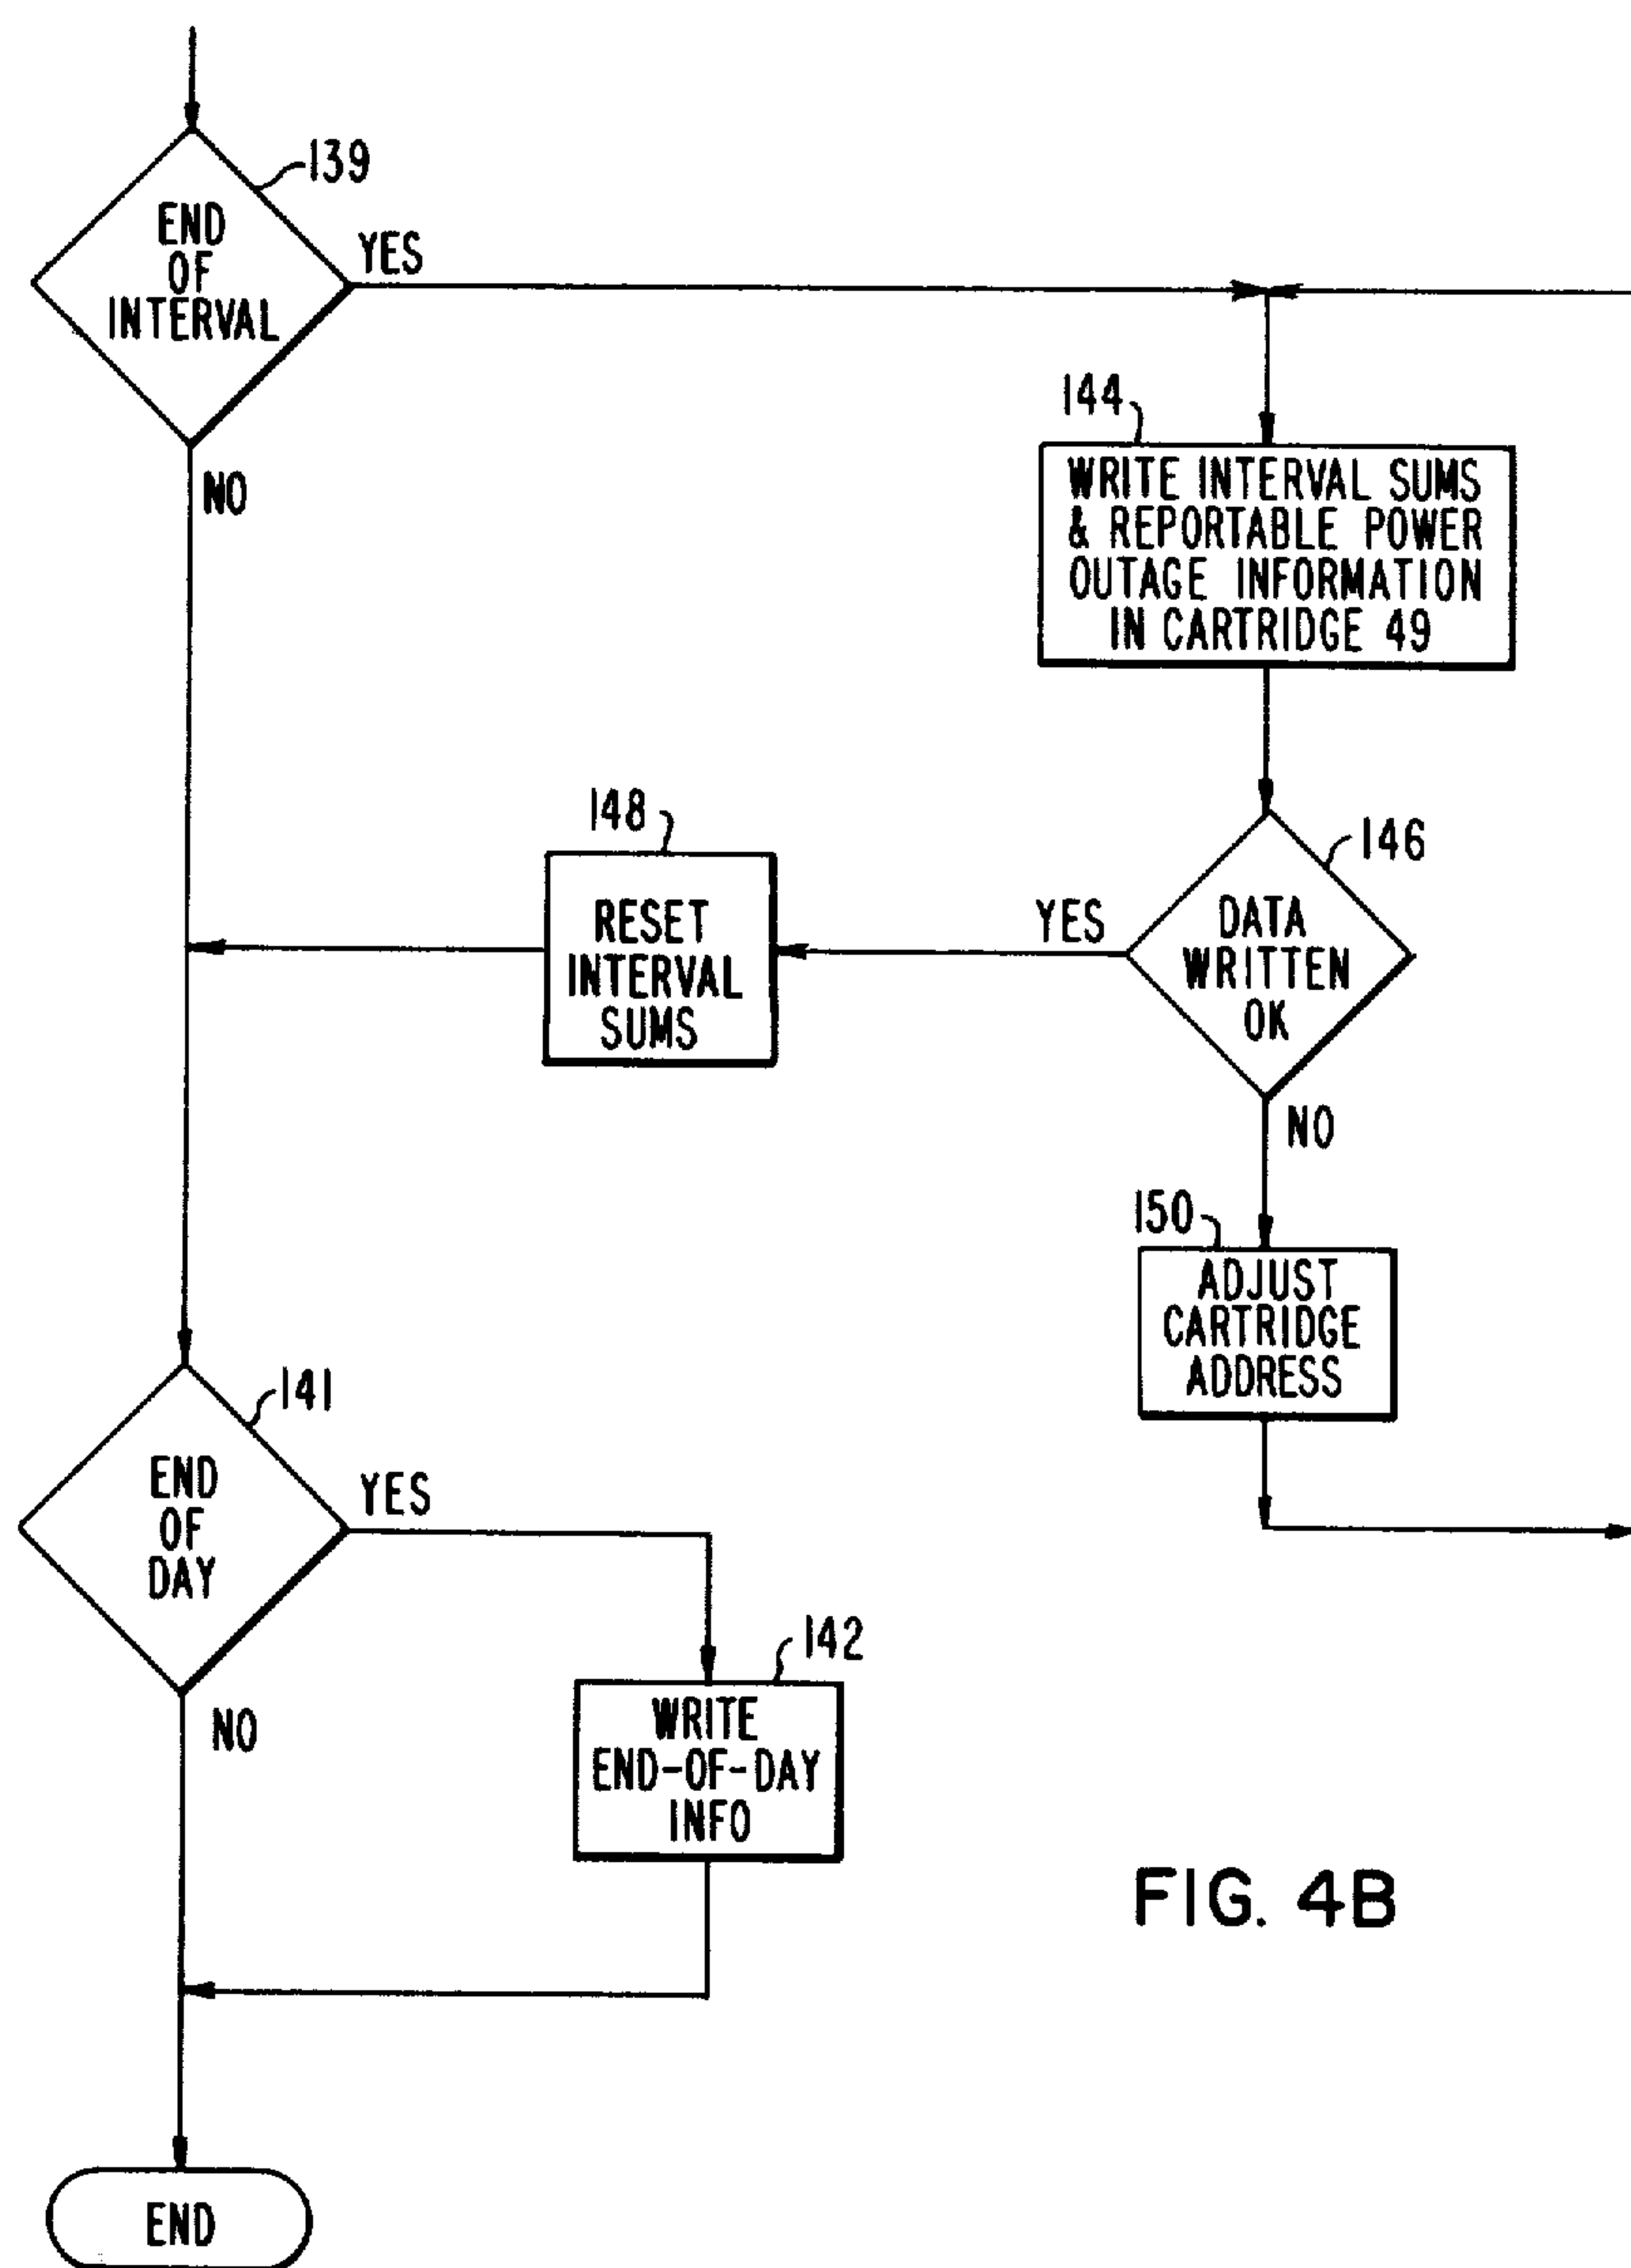 139
END
OF
INTERVAL
YES
NO
144
WRITE INTERVAL SUMS
& REPORTABLE POWER
OUTAGE INFORMATION
IN CARTRIDGE 49
148
RESET
INTERVAL
SUMS
YES
146
DATA
WRITTEN
OK
NO
150
ADJUST
CARTRIDGE
ADDRESS
141
END
OF
DAY
YES
NO
142
WRITE
END-OF-DAY
INFO
FIG. 4B
END